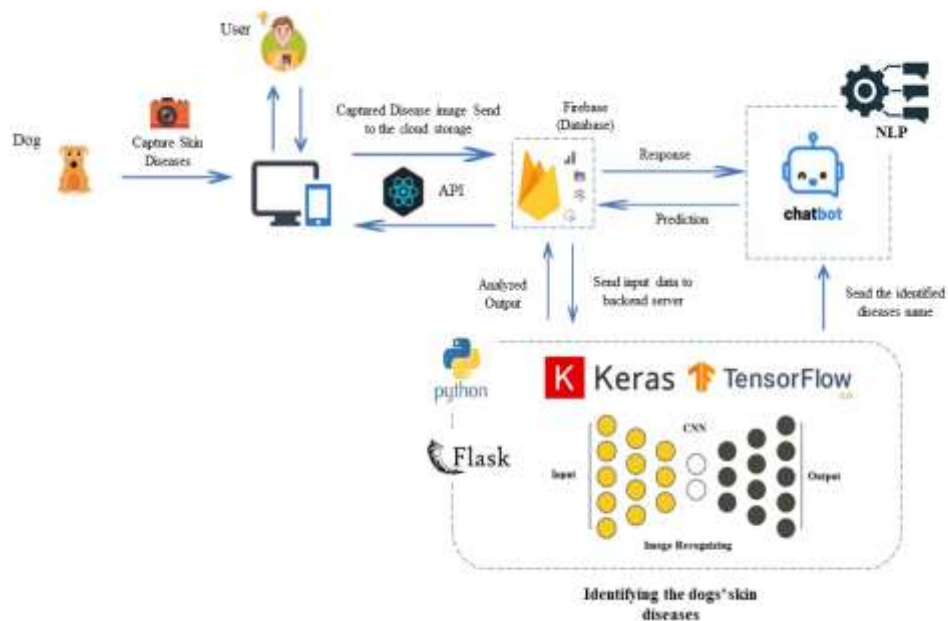 User
Dog
Capture Skin
Diseases
Captured Disease image Send
to the cloud storage
API
Firebase
(Database)
Response
Prediction
NLP
chatbot
Analyzed
Output
Send input data to
backend server
Send the identified
diseases name
python
Flask
K Keras
TensorFlow
CNN
Input
Output
Image Recognizing
Identifying the dogs' skin
diseases